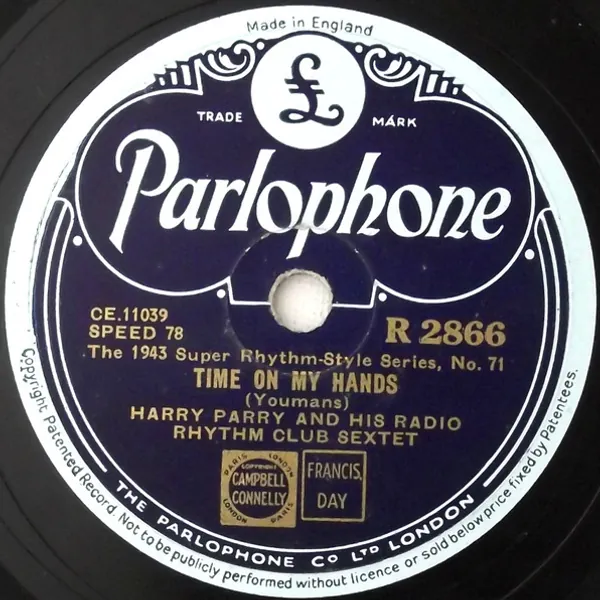 Made in England
£
TRADE MARK
Parlophone
CE.11039
SPEED 78
R 2866
The 1943 Super Rhythm-Style Series, No. 71
TIME ON MY HANDS
(Youmans)
HARRY PARRY AND HIS RADIO
RHYTHM CLUB SEXTET
PARIS LONDON
COPYRIGHT
CAMPBELL
CONNELLY
LONDON PARIS
FRANCIS,
DAY
THE PARLOPHONE CO LTD LONDON
Copyright Patented Record. Not to be publicly performed without licence or sold below price fixed by Patentees.